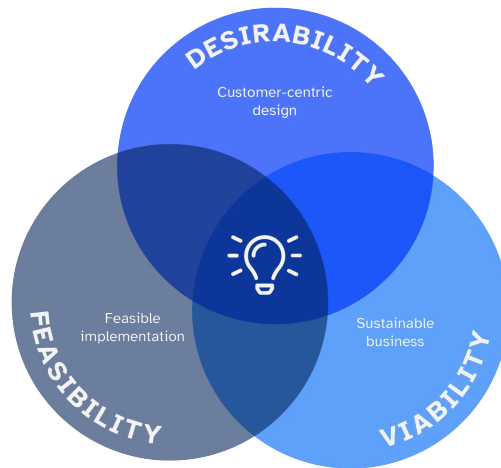 DESIRABILITY
Customer-centric
design
FEASIBILITY
Feasible
implementation
Sustainable
business
VIABILITY